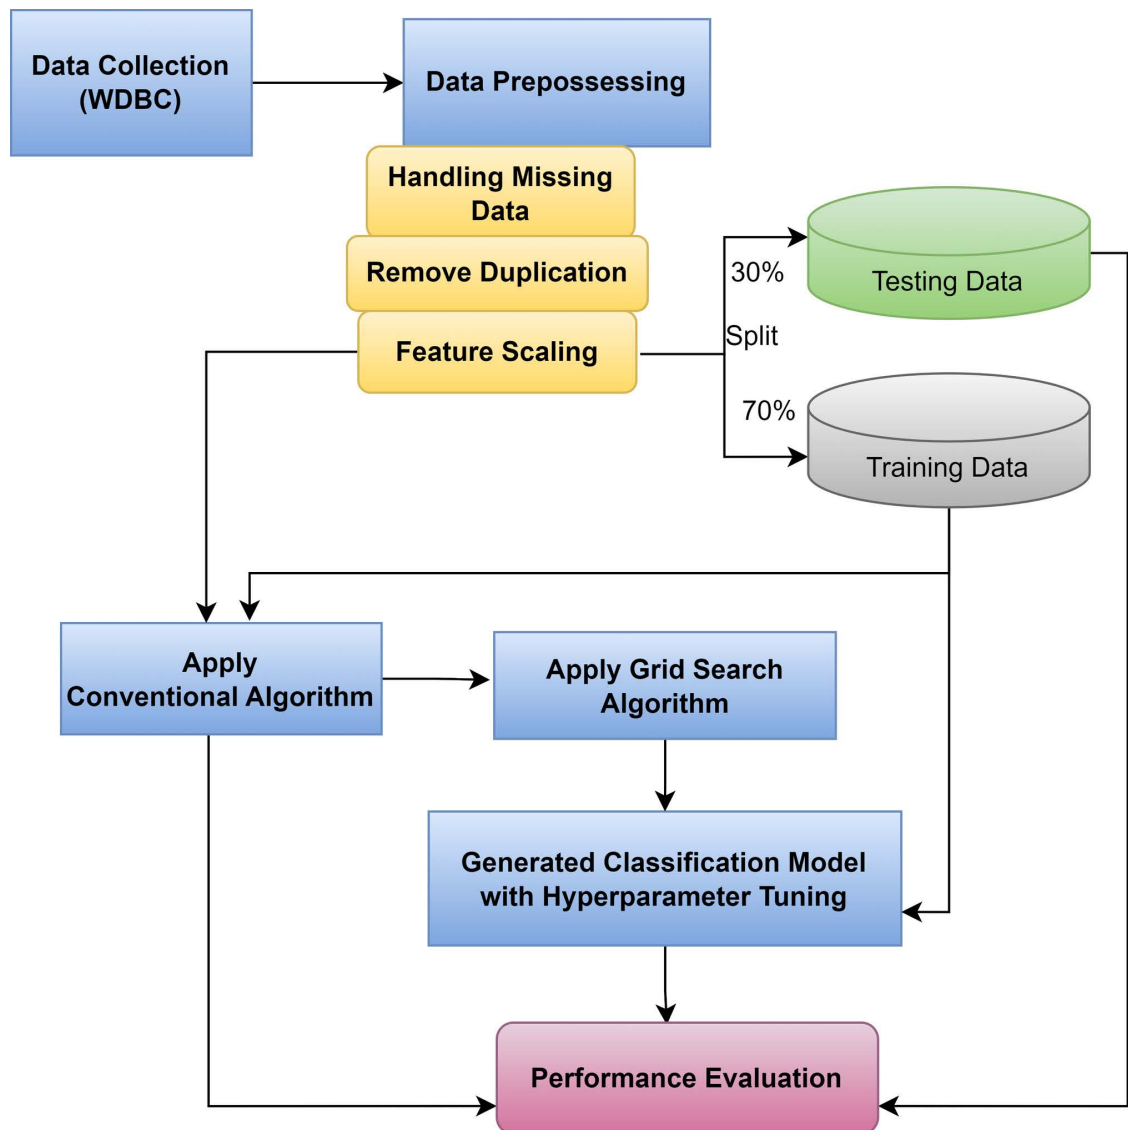 Data Collection
(WDBC)
Data Prepossessing
Handling Missing
Data
Remove Duplication
Feature Scaling
30%
Split
70%
Testing Data
Training Data
Apply
Conventional Algorithm
Apply Grid Search
Algorithm
Generated Classification Model
with Hyperparameter Tuning
Performance Evaluation